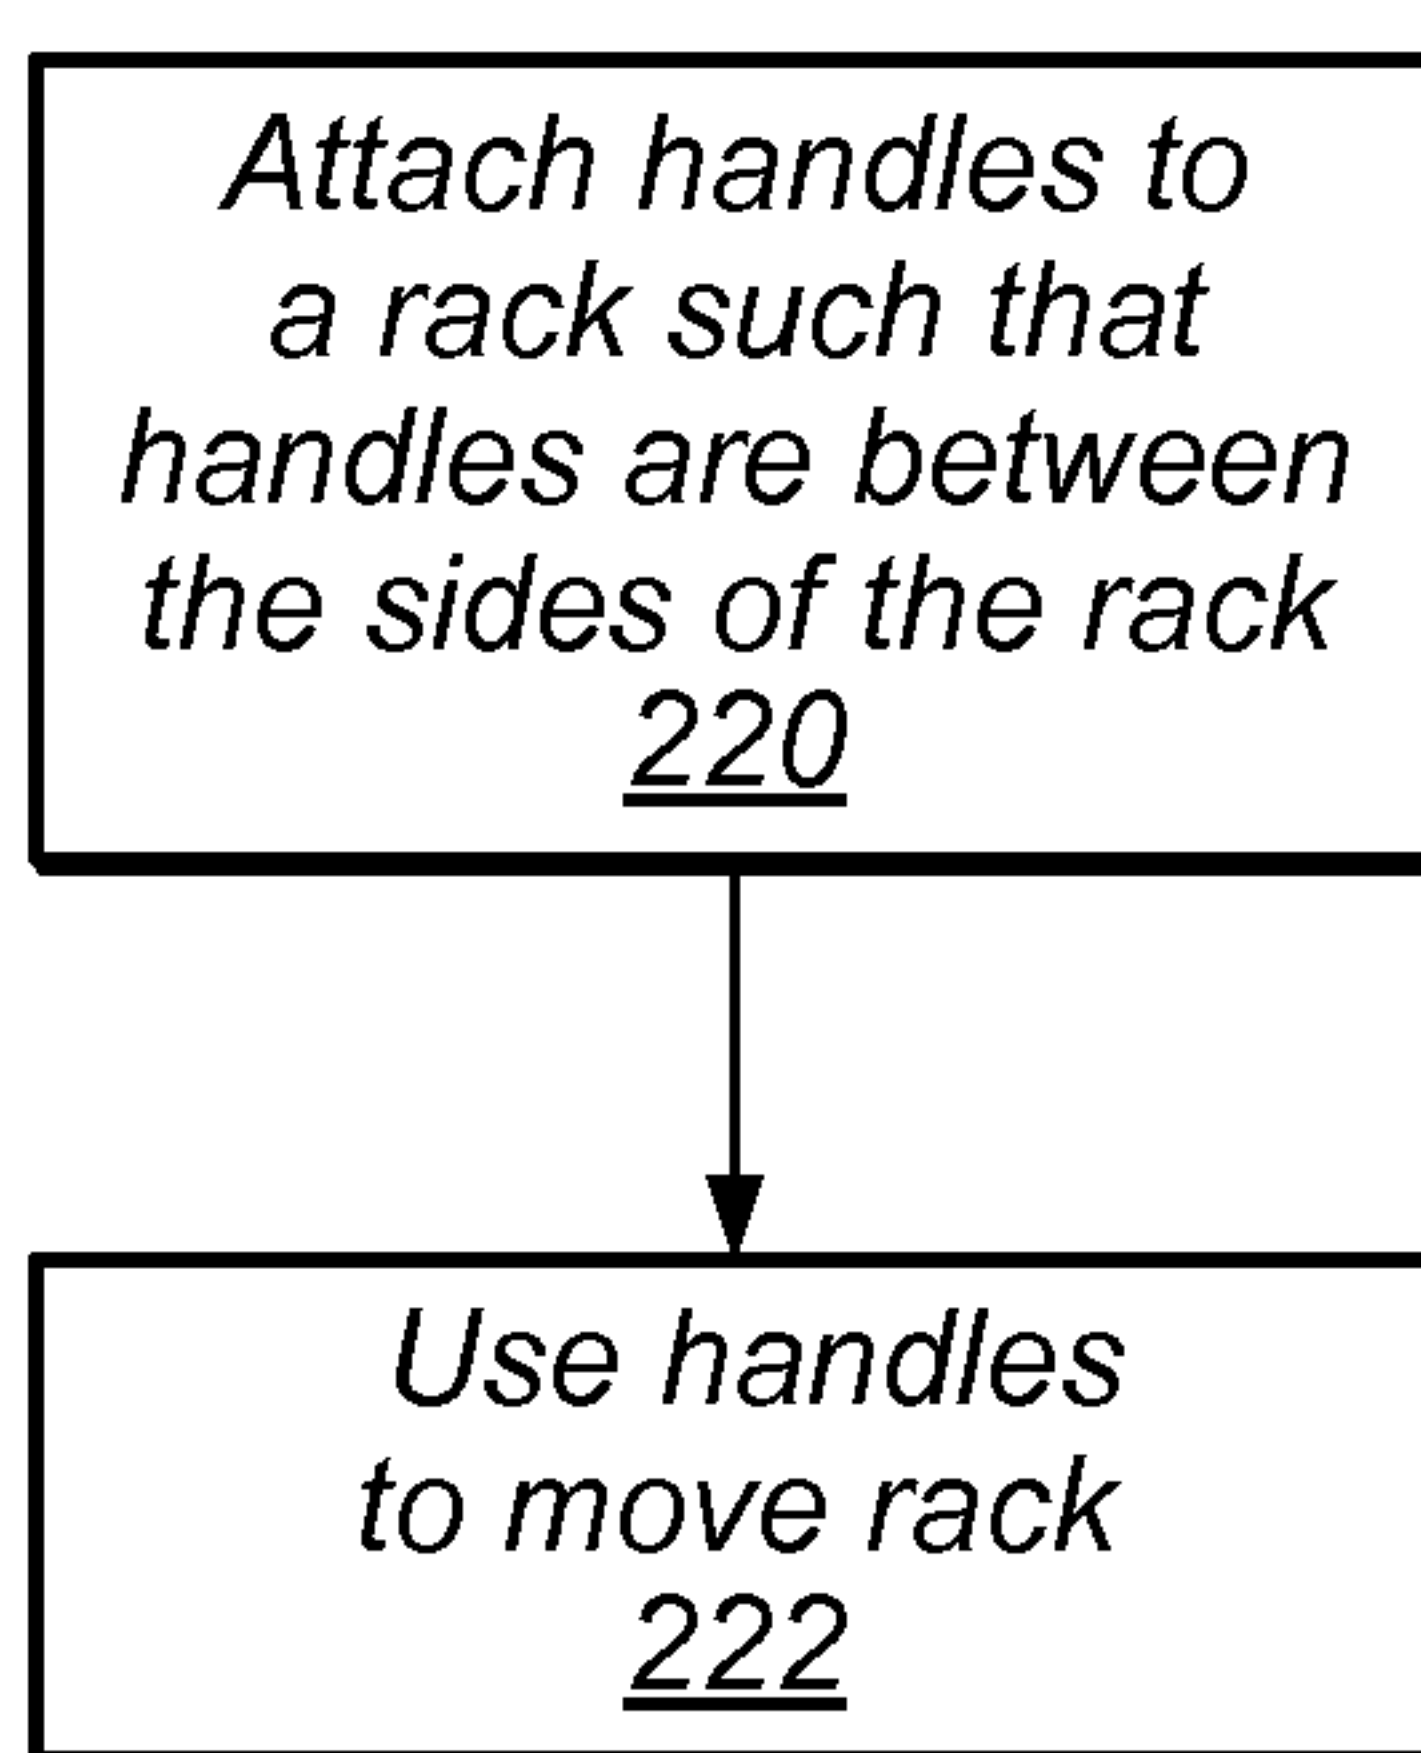 Attach handles to
a rack such that
handles are between
the sides of the rack
220
Use handles
to move rack
222